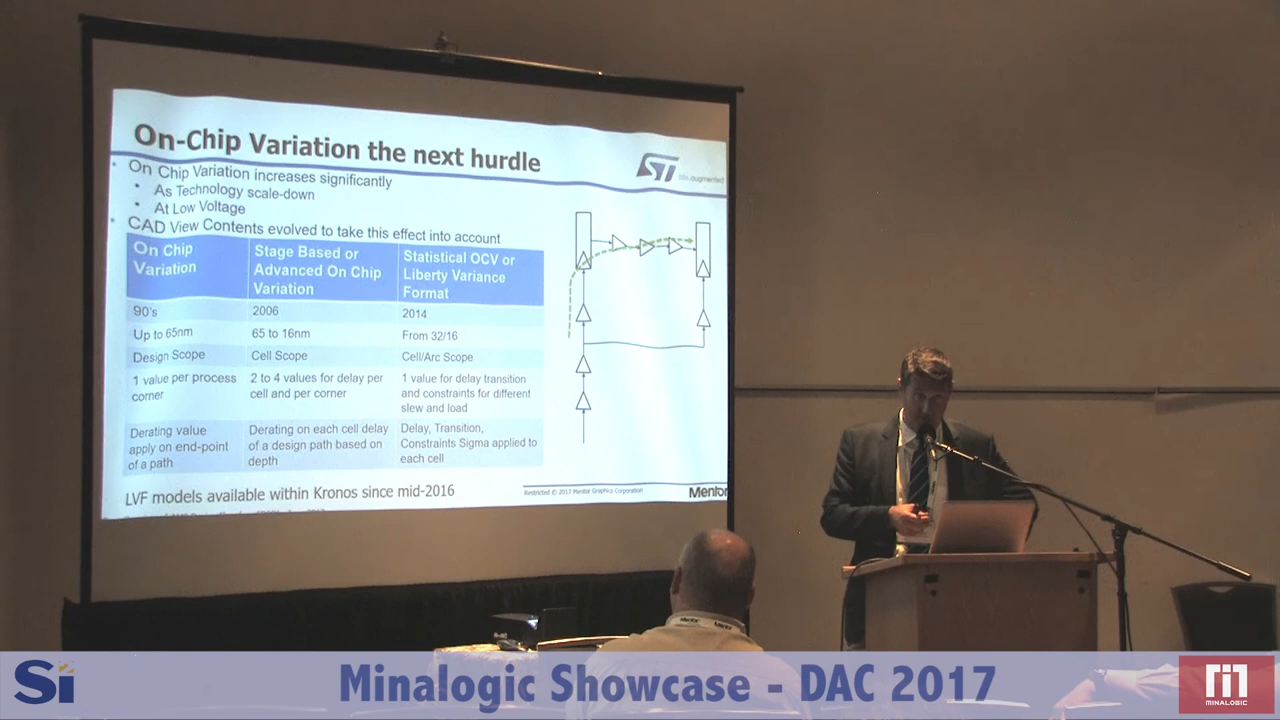 On-Chip Variation the next hurdle
ST
life.augmented
• On Chip Variation increases significantly
• As Technology scale-down
• At Low Voltage
• CAD View Contents evolved to take this effect into account
On Chip
Variation
Stage Based or
Advanced On Chip
Variation
Statistical OCV or
Liberty Variance
Format
90's
2006
2014
Up to 65nm
65 to 16nm
From 32/16
Design Scope
Cell Scope
Cell/Arc Scope
1 value per process
corner
2 to 4 values for delay per
cell and per corner
1 value for delay transition
and constraints for different
slew and load
Derating value
apply on end-point
of a path
Derating on each cell delay
of a design path based on
depth
Delay, Transition,
Constraints Sigma applied to
each cell
LVF models available within Kronos since mid-2016
Restricted © 2017 Mentor Graphics Corporation
Mentor
Mentor Mentor
Si
Minalogic Showcase - DAC 2017
MINALOGIC